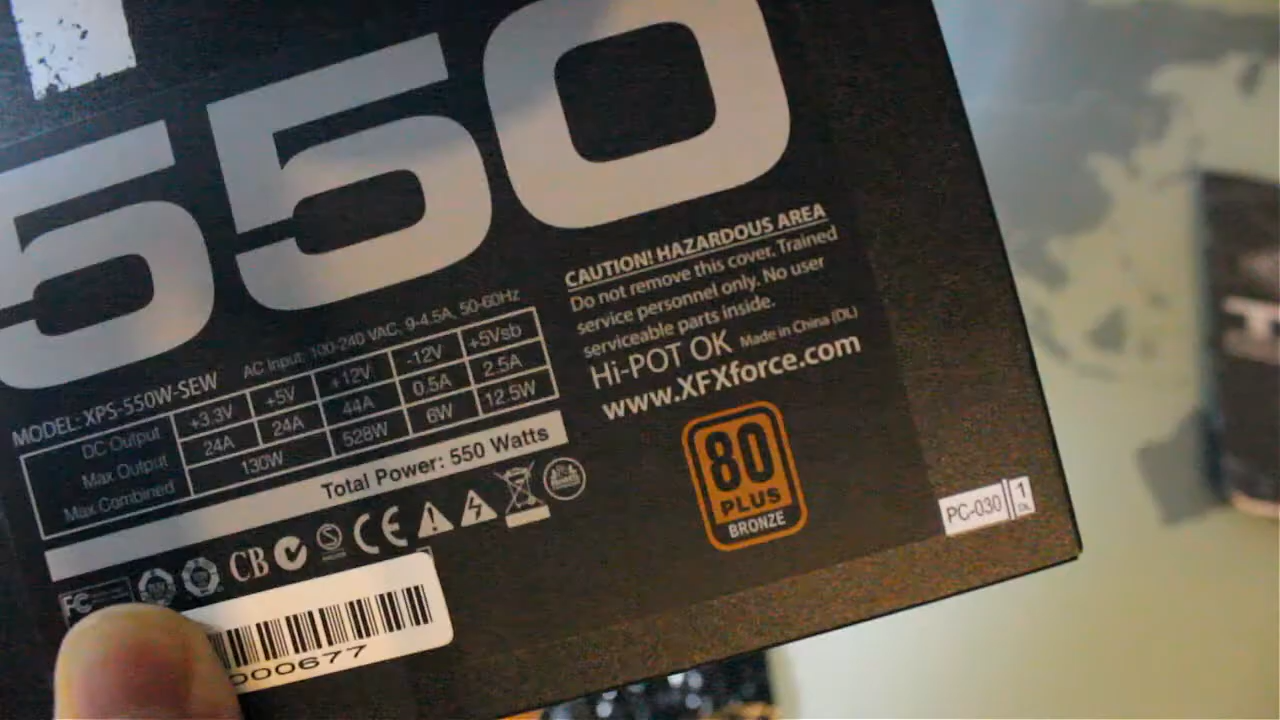 550
CAUTION! HAZARDOUS AREA
Do not remove this cover. Trained
service personnel only. No user
serviceable parts inside.
Hi-POT OK Made in China (DL)
www.XFXforce.com
MODEL: XPS-550W-SEW AC Input: 100-240 VAC, 9-4.5A, 50-60Hz
DC Output +3.3V +5V +12V -12V +5Vsb
Max Output 24A 24A 44A 0.5A 2.5A
Max Combined 130W 528W 6W 12.5W
Total Power: 550 Watts
FC CB CE
80
PLUS
BRONZE
PC-030 1
DL
000677